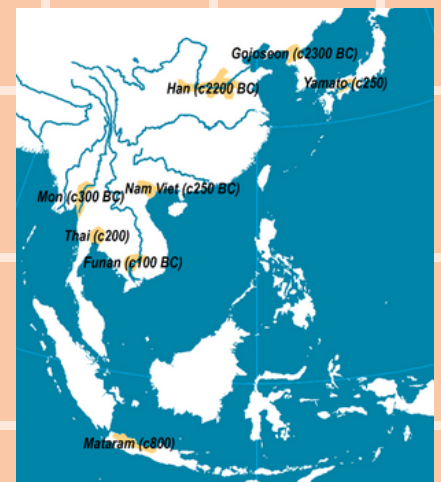 Gojoseon (c2300 BC)
Han (c2200 BC)
Yamato (c250)
Mon (c300 BC)
Nam Viet (c250 BC)
Thai (c200)
Funan (c100 BC)
Mataram (c800)